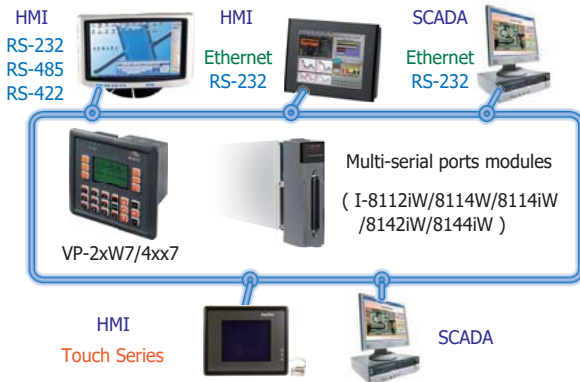 HMI
RS-232
RS-485
RS-422
HMI
Ethernet
RS-232
SCADA
Ethernet
RS-232
VP-2xW7/4xx7
Multi-serial ports modules
( I-8112iW/8114W/8114iW
/8142iW/8144iW )
HMI
Touch Series
SCADA